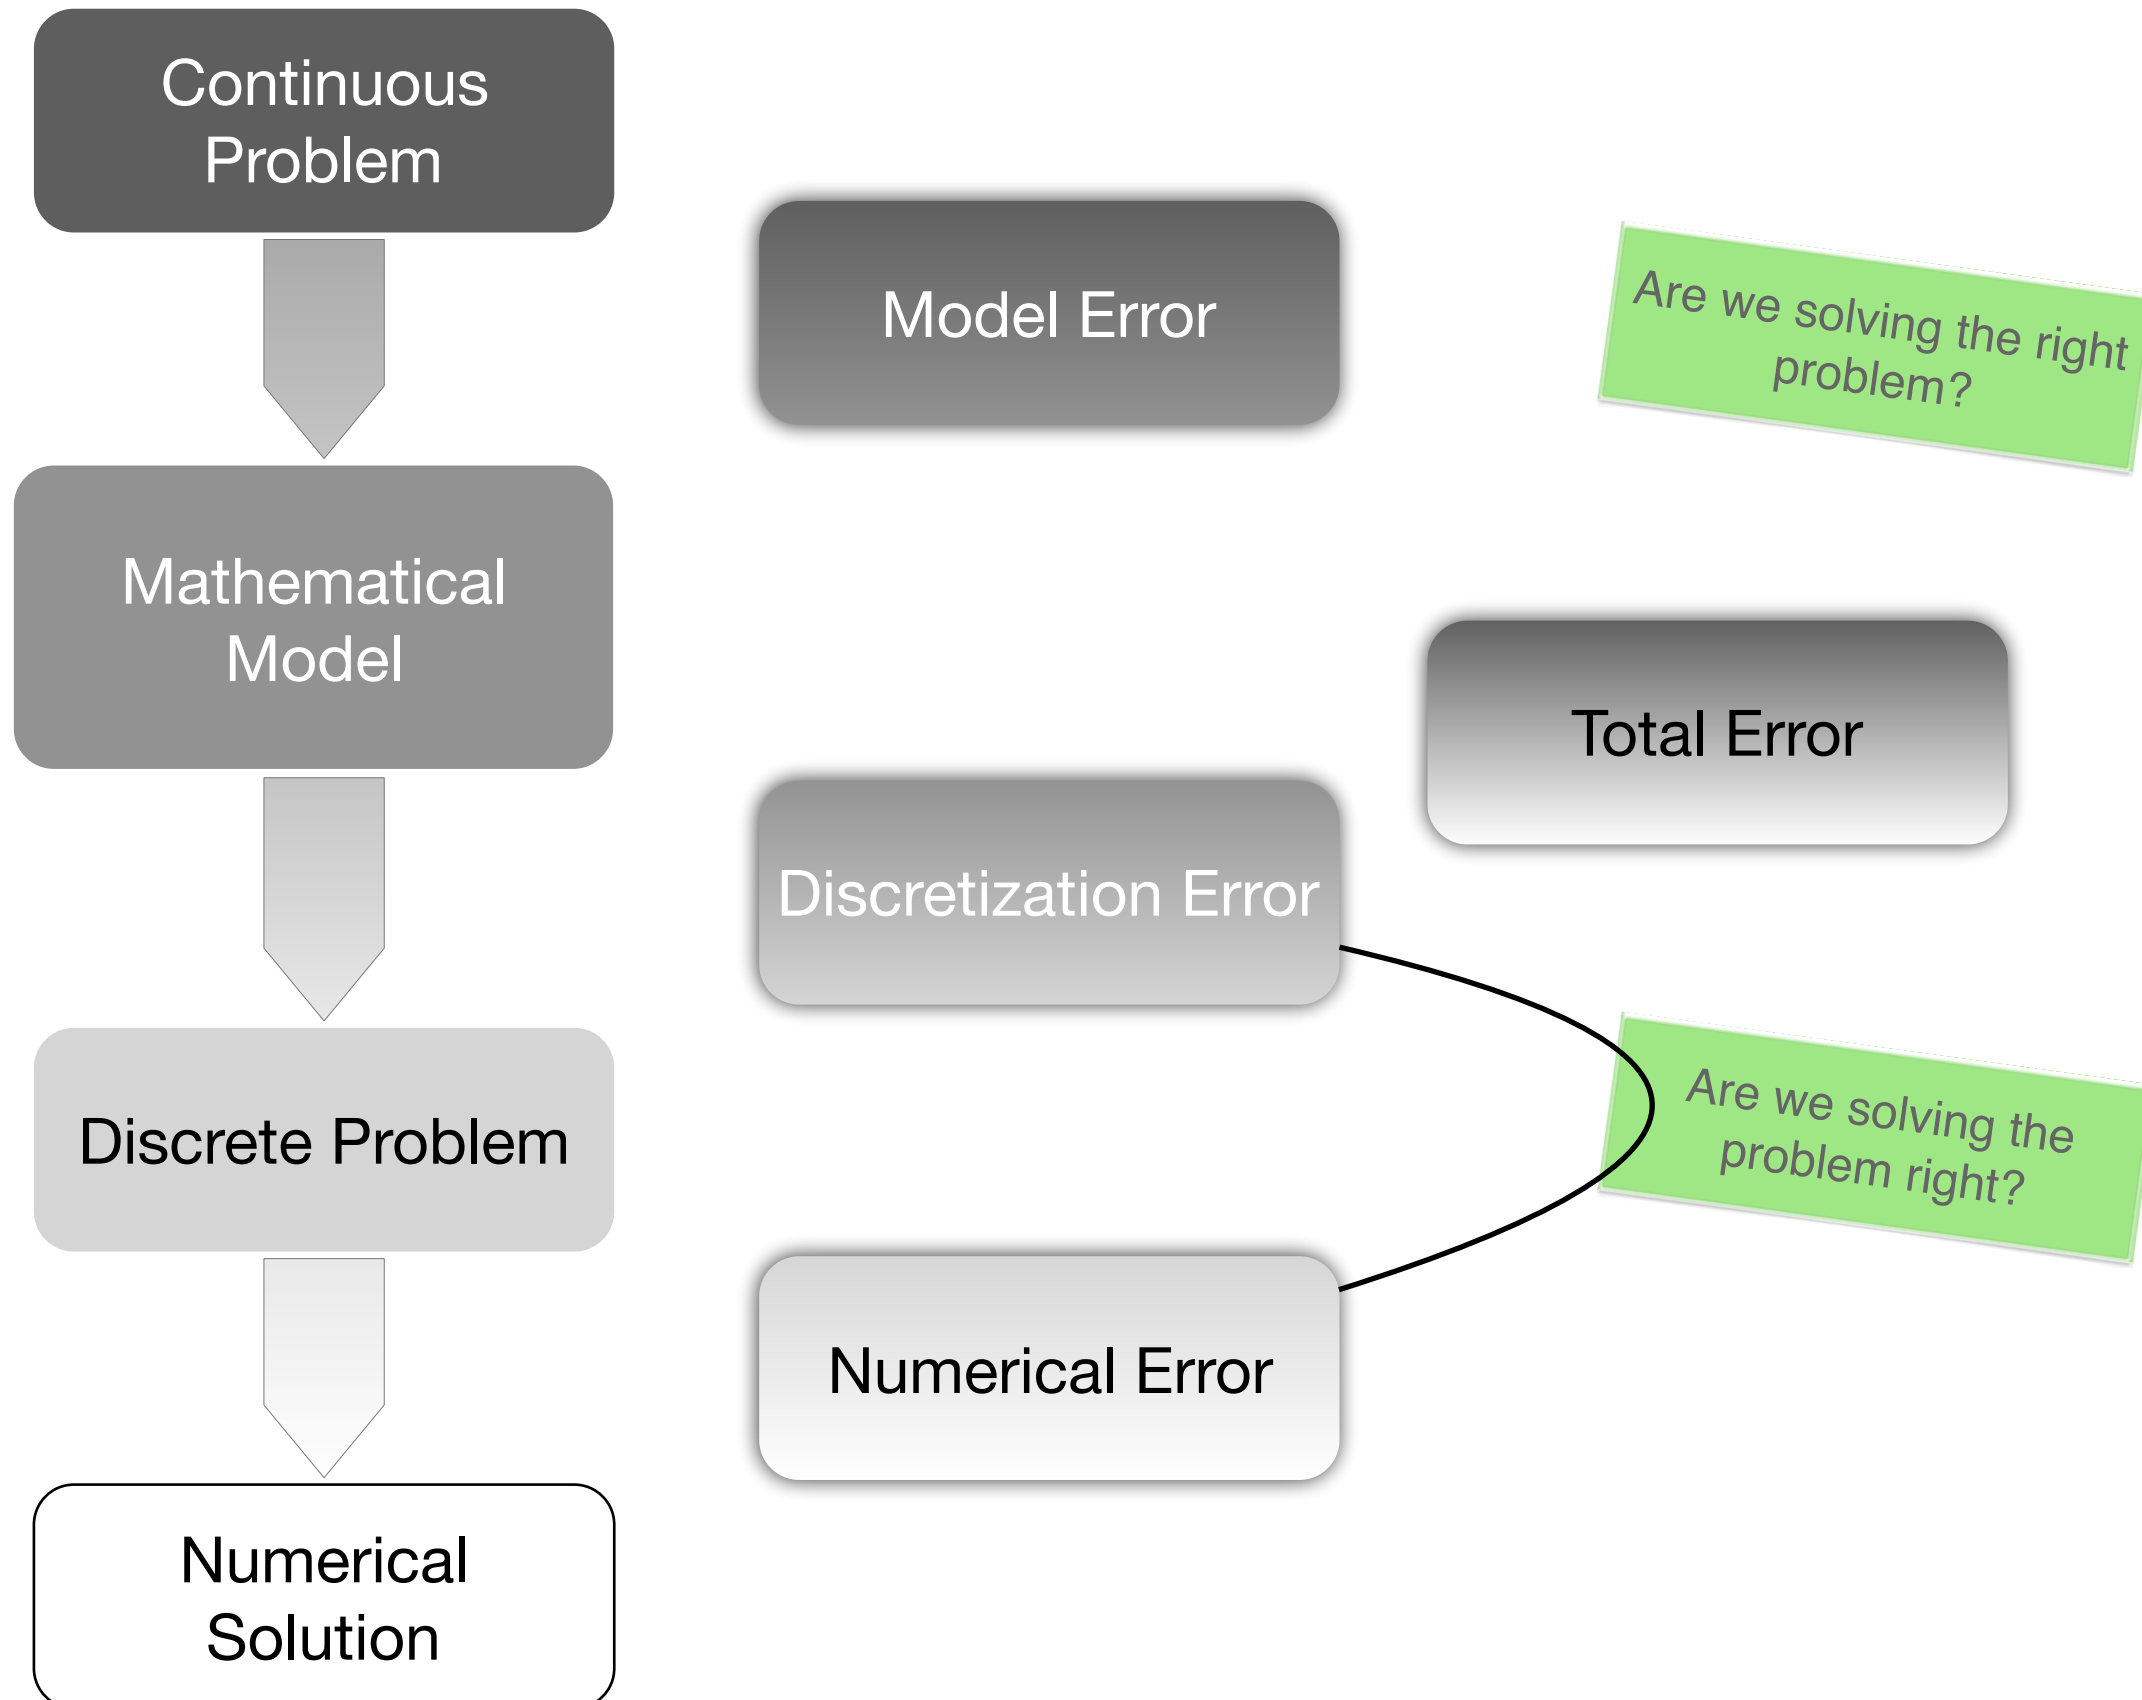 Continuous
Problem
Model Error
Are we solving the right
problem?
Mathematical
Model
Total Error
Discretization Error
Discrete Problem
Are we solving the
problem right?
Numerical Error
Numerical
Solution